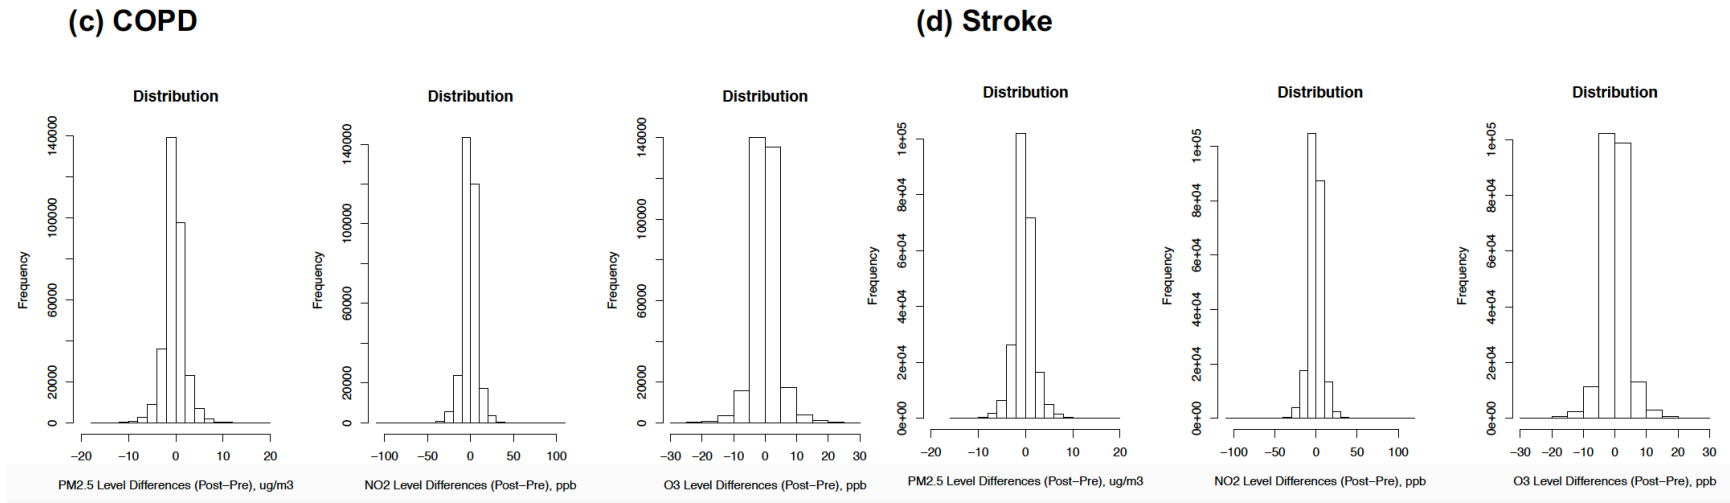 (c) COPD
(d) Stroke
Distribution
Frequency
0
20000
60000
100000
140000
−20
−10
0
10
20
PM2.5 Level Differences (Post−Pre), ug/m3
Distribution
Frequency
0
20000
60000
100000
140000
−100
−50
0
50
100
NO2 Level Differences (Post−Pre), ppb
Distribution
Frequency
0
20000
60000
100000
140000
−30
−20
−10
0
10
20
30
O3 Level Differences (Post−Pre), ppb
Distribution
Frequency
0e+00
2e+04
4e+04
6e+04
8e+04
1e+05
−20
−10
0
10
20
PM2.5 Level Differences (Post−Pre), ug/m3
Distribution
Frequency
0e+00
2e+04
4e+04
6e+04
8e+04
1e+05
−100
−50
0
50
100
NO2 Level Differences (Post−Pre), ppb
Distribution
Frequency
0e+00
2e+04
4e+04
6e+04
8e+04
1e+05
−30
−20
−10
0
10
20
30
O3 Level Differences (Post−Pre), ppb